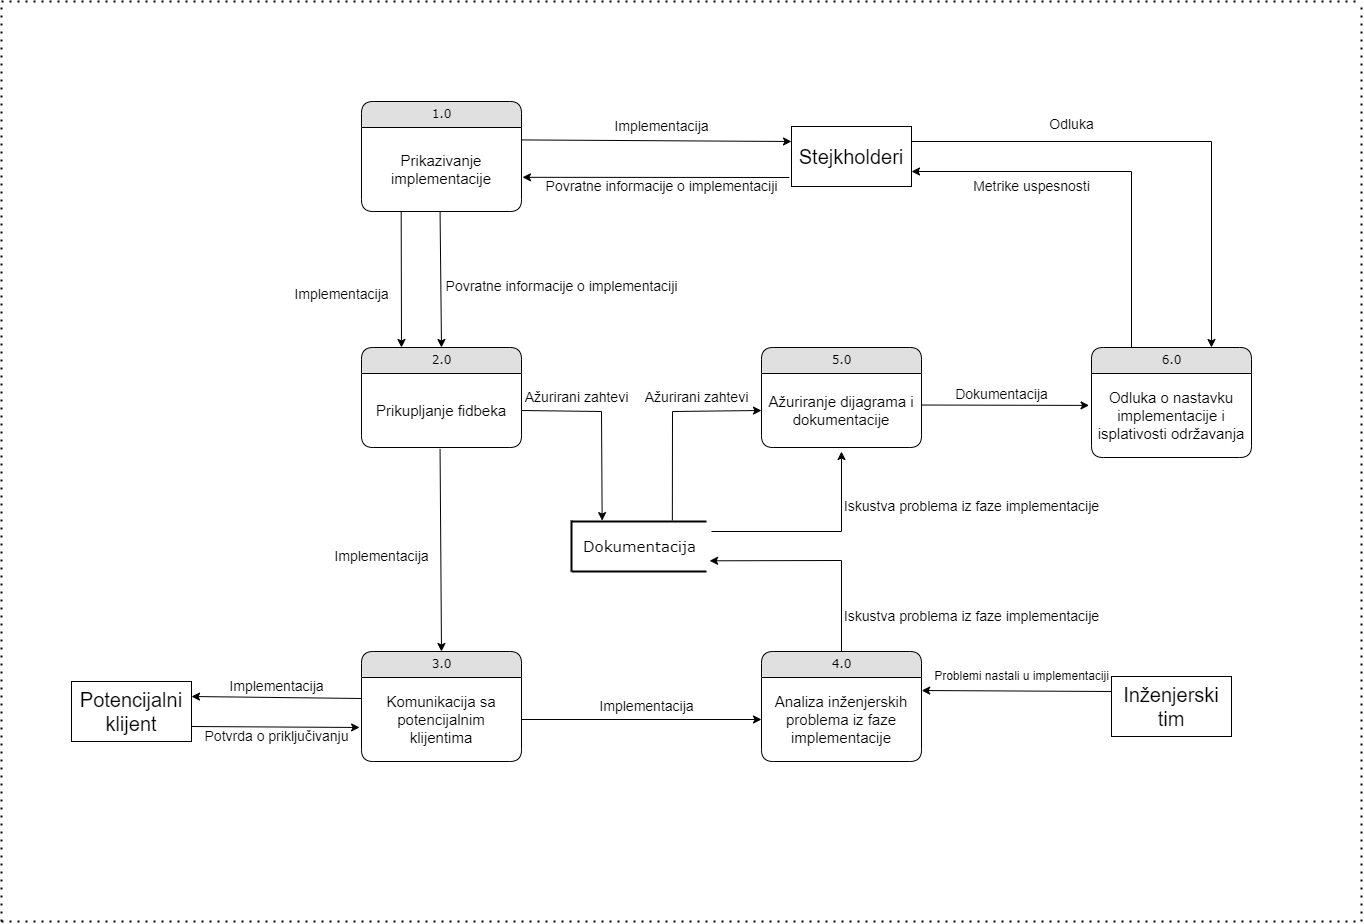 1.0
Prikazivanje
implementacije
Implementacija
Stejkholderi
Odluka
Povratne informacije o implementaciji
Metrike uspesnosti
Implementacija
Povratne informacije o implementaciji
2.0
Prikupljanje fidbeka
Ažurirani zahtevi
Ažurirani zahtevi
5.0
Ažuriranje dijagrama i
dokumentacije
Dokumentacija
6.0
Odluka o nastavku
implementacije i
isplativosti održavanja
Iskustva problema iz faze implementacije
Dokumentacija
Implementacija
Iskustva problema iz faze implementacije
Potencijalni
klijent
Implementacija
Potvrda o priključivanju
3.0
Komunikacija sa
potencijalnim
klijentima
Implementacija
4.0
Analiza inženjerskih
problema iz faze
implementacije
Problemi nastali u implementaciji
Inženjerski
tim